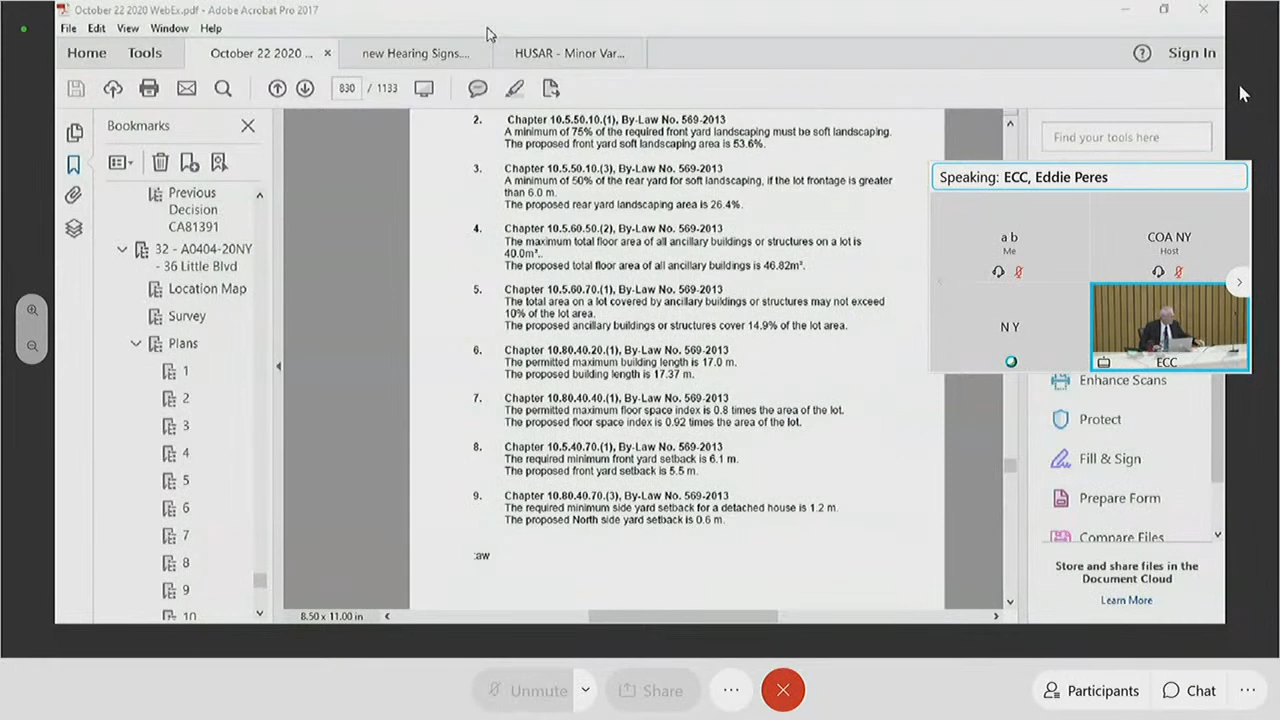 October 22 2020 WebEx.pdf - Adobe Acrobat Pro 2017
File Edit View Window Help
Home Tools October 22 2020 ... × new Hearing Signs.... HUSAR - Minor Var... Sign In
830 / 1133
Bookmarks
Previous
Decision
CA81391
32 - A0404-20NY
- 36 Little Blvd
Location Map
Survey
Plans
1
2
3
4
5
6
7
8
9
10
2. Chapter 10.5.50.10.(1), By-Law No. 569-2013
A minimum of 75% of the required front yard landscaping must be soft landscaping.
The proposed front yard soft landscaping area is 53.6%.
3. Chapter 10.5.50.10.(3), By-Law No. 569-2013
A minimum of 50% of the rear yard for soft landscaping, if the lot frontage is greater
than 6.0 m.
The proposed rear yard landscaping area is 26.4%.
4. Chapter 10.5.60.50.(2), By-Law No. 569-2013
The maximum total floor area of all ancillary buildings or structures on a lot is
40.0m²..
The proposed total floor area of all ancillary buildings is 46.82m².
5. Chapter 10.5.60.70.(1), By-Law No. 569-2013
The total area on a lot covered by ancillary buildings or structures may not exceed
10% of the lot area.
The proposed ancillary buildings or structures cover 14.9% of the lot area.
6. Chapter 10.80.40.20.(1), By-Law No. 569-2013
The permitted maximum building length is 17.0 m.
The proposed building length is 17.37 m.
7. Chapter 10.80.40.40.(1), By-Law No. 569-2013
The permitted maximum floor space index is 0.8 times the area of the lot.
The proposed floor space index is 0.92 times the area of the lot.
8. Chapter 10.5.40.70.(1), By-Law No. 569-2013
The required minimum front yard setback is 6.1 m.
The proposed front yard setback is 5.5 m.
9. Chapter 10.80.40.70.(3), By-Law No. 569-2013
The required minimum side yard setback for a detached house is 1.2 m.
The proposed North side yard setback is 0.6 m.
:aw
8.50 x 11.00 in
Find your tools here
Speaking: ECC, Eddie Peres
a b
Me
COA NY
Host
N Y
ECC
Enhance Scans
Protect
Fill & Sign
Prepare Form
Compare Files
Store and share files in the
Document Cloud
Learn More
Unmute Share Participants Chat